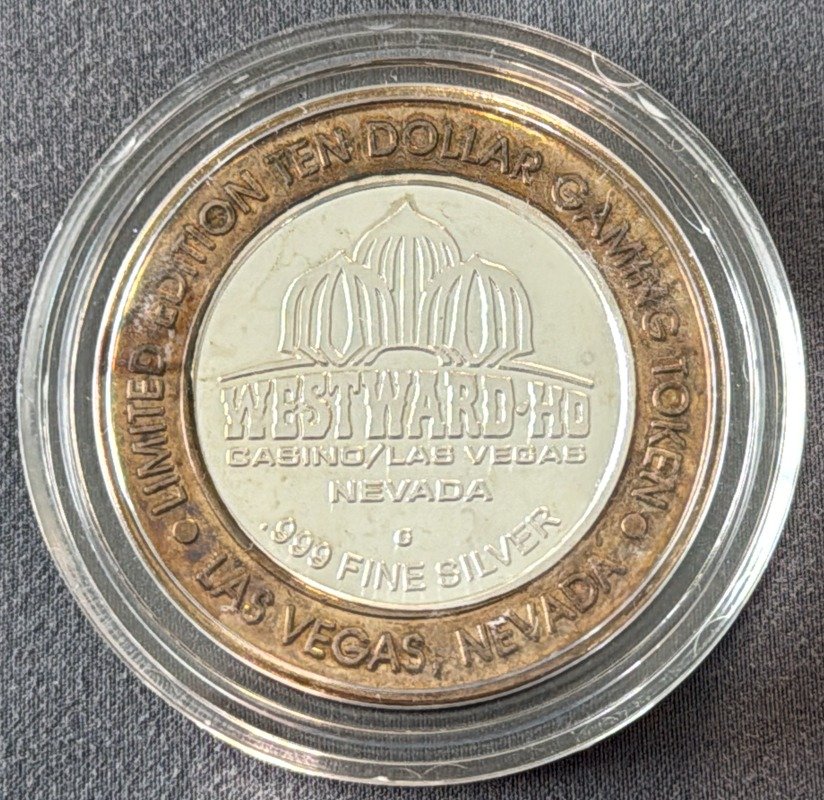 LIMITED EDITION TEN DOLLAR GAMING TOKEN
WESTWARD-HO
CASINO/LAS VEGAS
NEVADA
G
.999 FINE SILVER
LAS VEGAS, NEVADA